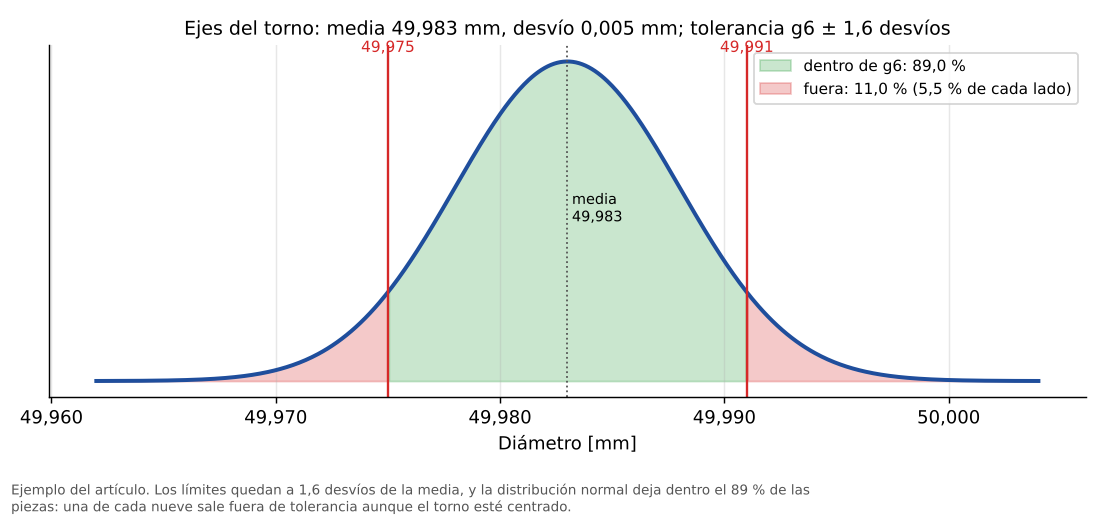 Ejes del torno: media 49,983 mm, desvío 0,005 mm; tolerancia g6 ± 1,6 desvíos
49,975
49,991
dentro de g6: 89,0 %
fuera: 11,0 % (5,5 % de cada lado)
media
49,983
49,960
49,970
49,980
49,990
50,000
Diámetro [mm]
Ejemplo del artículo. Los límites quedan a 1,6 desvíos de la media, y la distribución normal deja dentro el 89 % de las
piezas: una de cada nueve sale fuera de tolerancia aunque el torno esté centrado.